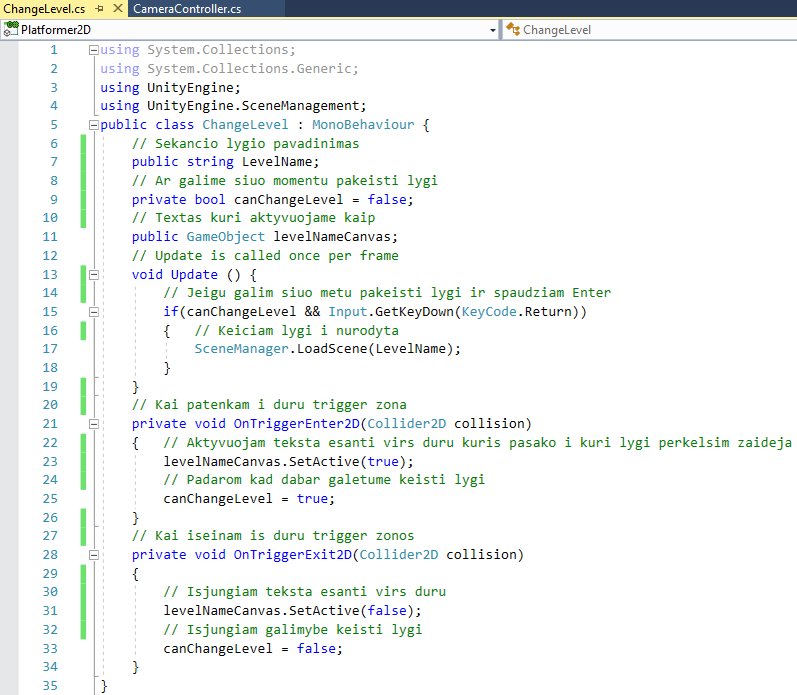 ChangeLevel.cs CameraController.cs
Platformer2D ChangeLevel
1 using System.Collections;
2 using System.Collections.Generic;
3 using UnityEngine;
4 using UnityEngine.SceneManagement;
5 public class ChangeLevel : MonoBehaviour {
6 // Sekancio lygio pavadinimas
7 public string LevelName;
8 // Ar galime siuo momentu pakeisti lygi
9 private bool canChangeLevel = false;
10 // Textas kuri aktyvuojame kaip
11 public GameObject levelNameCanvas;
12 // Update is called once per frame
13 void Update () {
14 // Jeigu galim siuo metu pakeisti lygi ir spaudziam Enter
15 if(canChangeLevel && Input.GetKeyDown(KeyCode.Return))
16 { // Keiciam lygi i nurodyta
17 SceneManager.LoadScene(LevelName);
18 }
19 }
20 // Kai patenkam i duru trigger zona
21 private void OnTriggerEnter2D(Collider2D collision)
22 { // Aktyvuojam teksta esanti virs duru kuris pasako i kuri lygi perkelsim zaideja
23 levelNameCanvas.SetActive(true);
24 // Padarom kad dabar galetume keisti lygi
25 canChangeLevel = true;
26 }
27 // Kai iseinam is duru trigger zonos
28 private void OnTriggerExit2D(Collider2D collision)
29 {
30 // Isjungiam teksta esanti virs duru
31 levelNameCanvas.SetActive(false);
32 // Isjungiam galimybe keisti lygi
33 canChangeLevel = false;
34 }
35 }